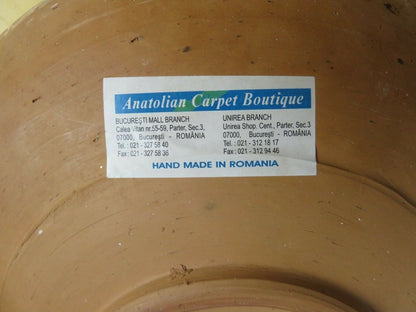 Anatolian Carpet Boutique
BUCUREŞTI MALL BRANCH
Calea Vitan nr.55-59, Parter, Sec.3,
07000, Bucureşti - ROMÂNIA
Tel. : 021 - 327 58 40
Fax : 021 - 327 58 36
UNIREA BRANCH
Unirea Shop. Cent., Parter, Sec.3
07000, Bucureşti - ROMÂNIA
Tel. : 021 - 312 18 17
Fax : 021 - 312 94 46
HAND MADE IN ROMANIA